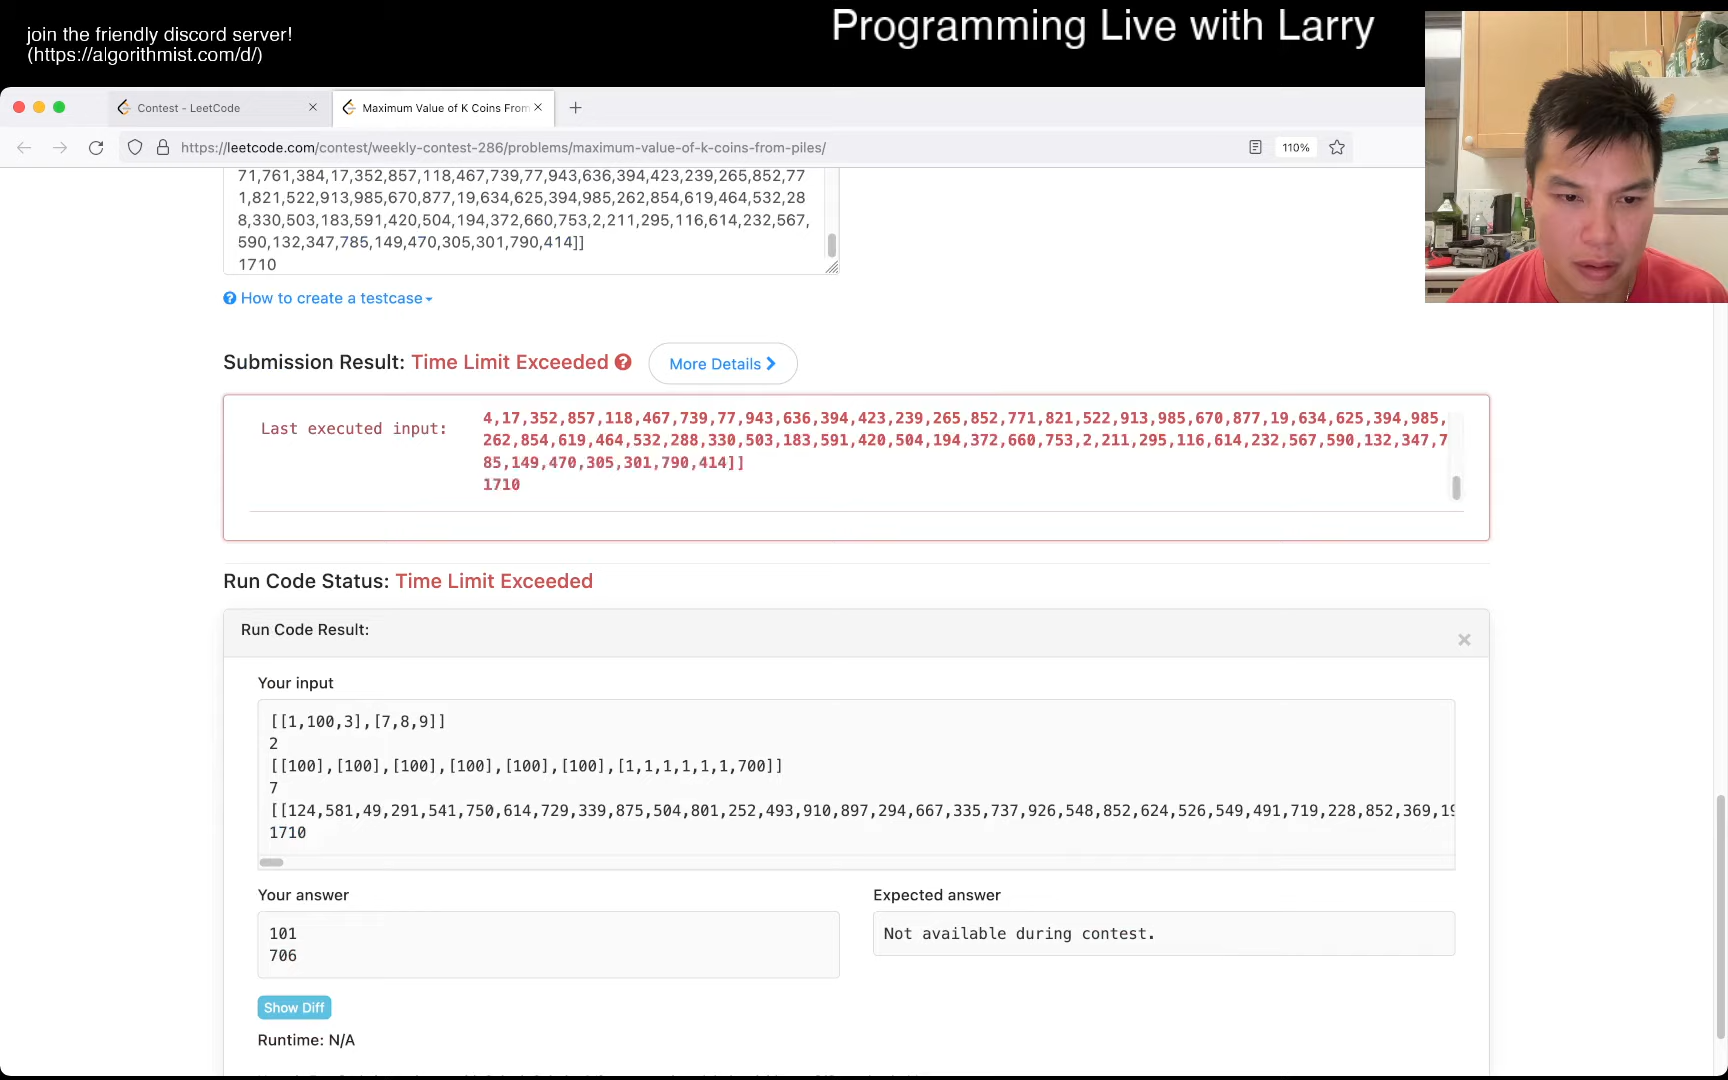 join the friendly discord server!
(https://algorithmist.com/d/)
Programming Live with Larry
Contest - LeetCode
Maximum Value of K Coins From
https://leetcode.com/contest/weekly-contest-286/problems/maximum-value-of-k-coins-from-piles/
110%
71,761,384,17,352,857,118,467,739,77,943,636,394,423,239,265,852,77
1,821,522,913,985,670,877,19,634,625,394,985,262,854,619,464,532,28
8,330,503,183,591,420,504,194,372,660,753,2,211,295,116,614,232,567,
590,132,347,785,149,470,305,301,790,414]]
1710
How to create a testcase
Submission Result: Time Limit Exceeded
More Details
Last executed input:
4,17,352,857,118,467,739,77,943,636,394,423,239,265,852,771,821,522,913,985,670,877,19,634,625,394,985,
262,854,619,464,532,288,330,503,183,591,420,504,194,372,660,753,2,211,295,116,614,232,567,590,132,347,7
85,149,470,305,301,790,414]]
1710
Run Code Status: Time Limit Exceeded
Run Code Result:
Your input
[[1,100,3],[7,8,9]]
2
[[100],[100],[100],[100],[100],[100],[1,1,1,1,1,1,700]]
7
[[124,581,49,291,541,750,614,729,339,875,504,801,252,493,910,897,294,667,335,737,926,548,852,624,526,549,491,719,228,852,369,19
1710
Your answer
Expected answer
101
706
Not available during contest.
Show Diff
Runtime: N/A